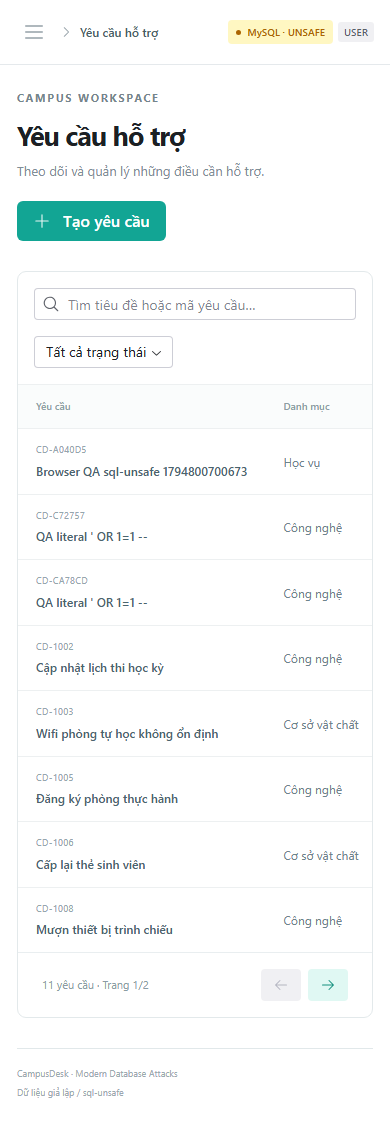 Yêu cầu hỗ trợ
MySQL · UNSAFE
USER
CAMPUS WORKSPACE
Yêu cầu hỗ trợ
Theo dõi và quản lý những điều cần hỗ trợ.
Tạo yêu cầu
Tìm tiêu đề hoặc mã yêu cầu...
Tất cả trạng thái
Yêu cầu Danh mục
CD-A040D5
Browser QA sql-unsafe 1794800700673
Học vụ
CD-C72757
QA literal ' OR 1=1 --
Công nghệ
CD-CA78CD
QA literal ' OR 1=1 --
Công nghệ
CD-1002
Cập nhật lịch thi học kỳ
Công nghệ
CD-1003
Wifi phòng tự học không ổn định
Cơ sở vật chất
CD-1005
Đăng ký phòng thực hành
Công nghệ
CD-1006
Cấp lại thẻ sinh viên
Cơ sở vật chất
CD-1008
Mượn thiết bị trình chiếu
Công nghệ
11 yêu cầu · Trang 1/2
CampusDesk · Modern Database Attacks
Dữ liệu giả lập / sql-unsafe